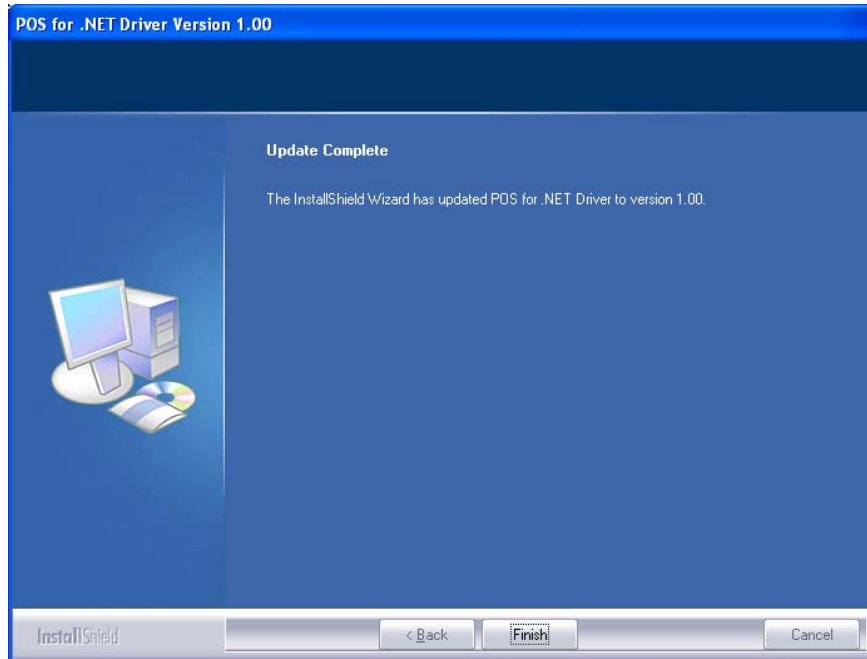 POS for .NET Driver Version 1.00
Update Complete
The InstallShield Wizard has updated POS for .NET Driver to version 1.00.
InstallShield
< Back
Finish
Cancel